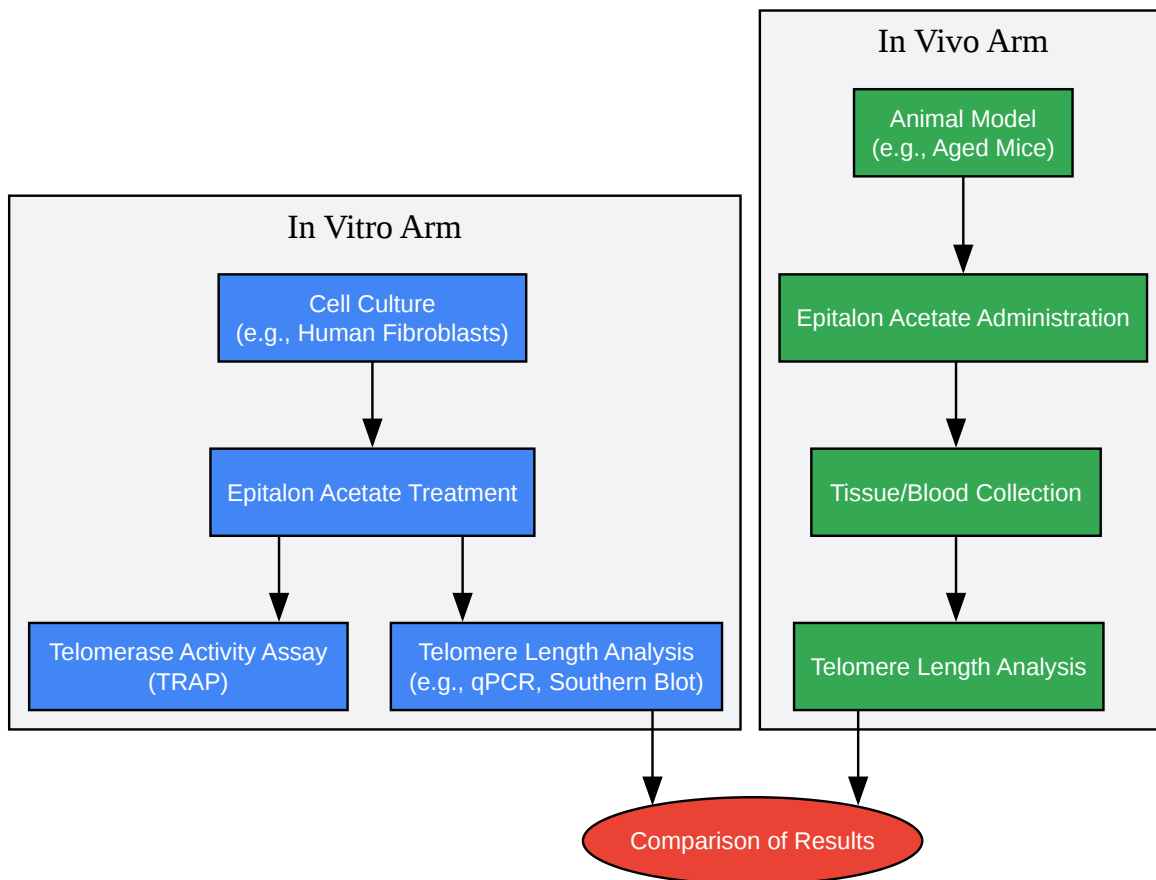 In Vitro Arm
Cell Culture
(e.g., Human Fibroblasts)
Epitalon Acetate Treatment
Telomerase Activity Assay
(TRAP)
Telomere Length Analysis
(e.g., qPCR, Southern Blot)
In Vivo Arm
Animal Model
(e.g., Aged Mice)
Epitalon Acetate Administration
Tissue/Blood Collection
Telomere Length Analysis
Comparison of Results